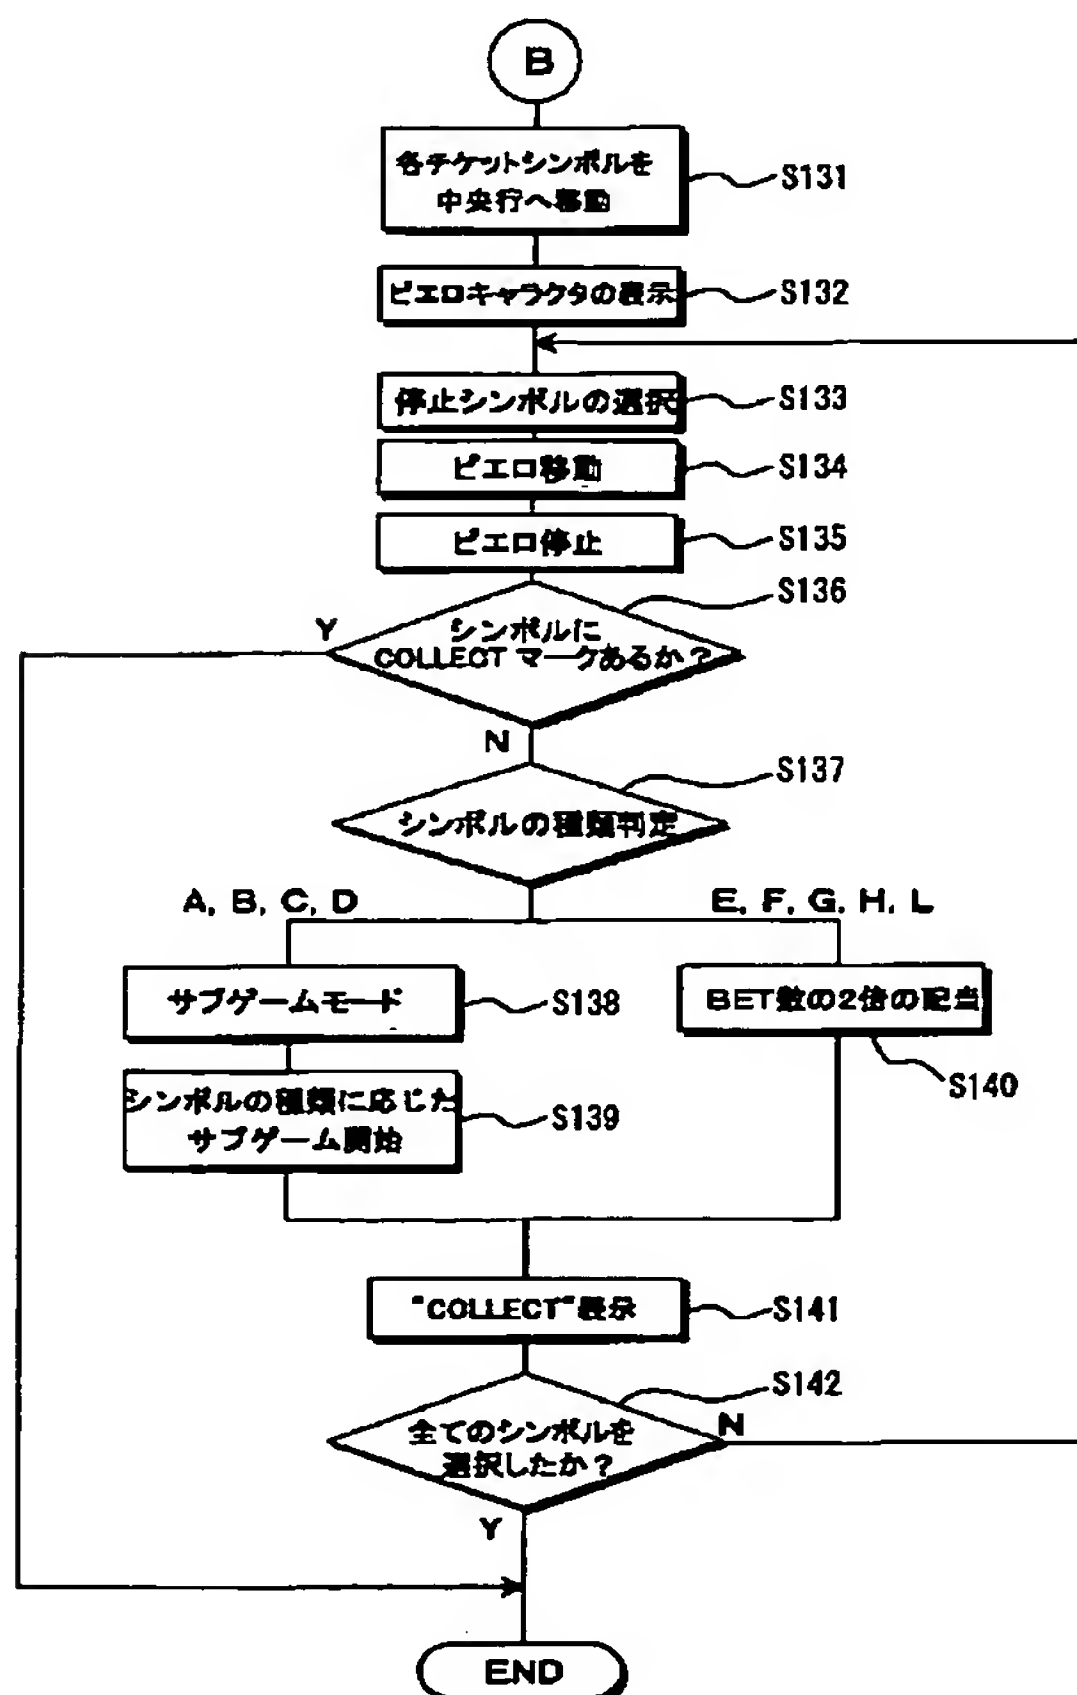 B
各チケットシンボルを
中央行へ移動
S131
ピエロキャラクタの表示
S132
停止シンボルの選択
S133
ピエロ移動
S134
ピエロ停止
S135
S136
Y
シンボルに
COLLECT マークあるか?
N
S137
シンボルの種類判定
A, B, C, D
E, F, G, H, L
サブゲームモード
S138
BET数の2倍の配当
S140
シンボルの種類に応じた
サブゲーム開始
S139
"COLLECT"表示
S141
S142
全てのシンボルを
選択したか?
N
Y
END